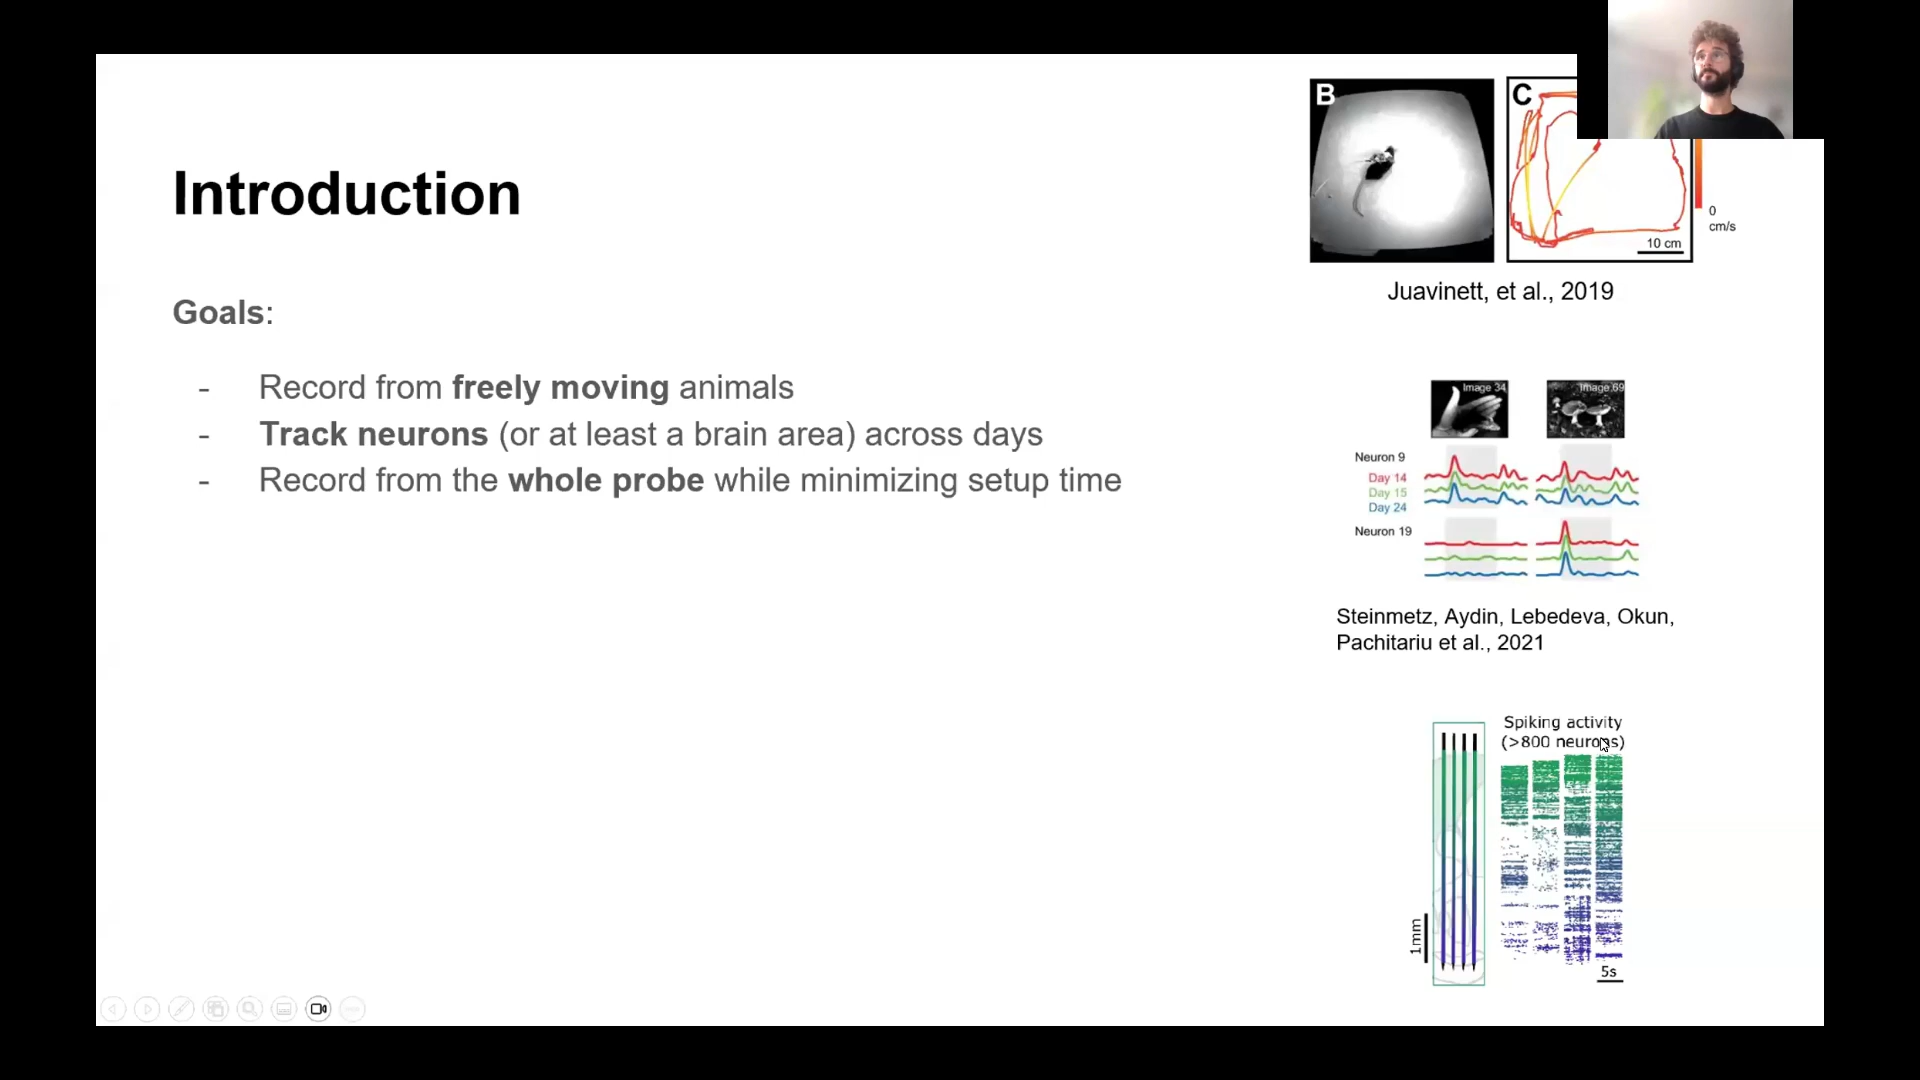 Introduction
Goals:
- Record from freely moving animals
- Track neurons (or at least a brain area) across days
- Record from the whole probe while minimizing setup time
B
C
0
cm/s
10 cm
Juavinett, et al., 2019
Image 34
Image 69
Neuron 9
Day 14
Day 15
Day 24
Neuron 19
Steinmetz, Aydin, Lebedeva, Okun,
Pachitariu et al., 2021
Spiking activity
(>800 neurons)
1mm
5s